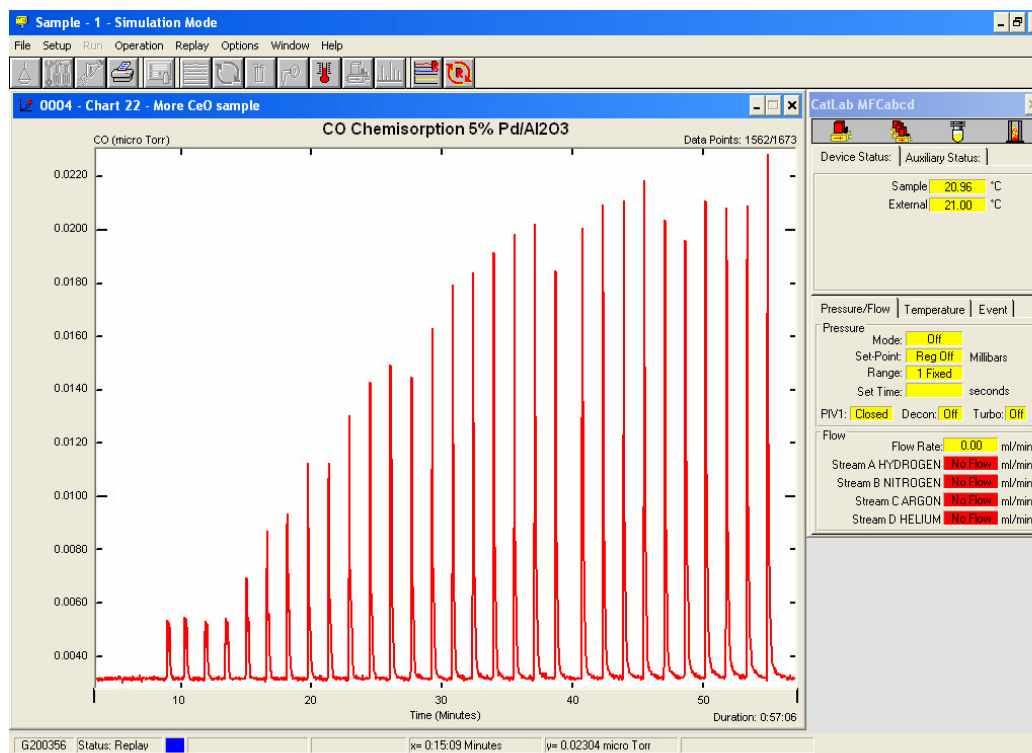 Sample - 1 - Simulation Mode
File Setup Run Operation Replay Options Window Help
0004 - Chart 22 - More CeO sample
CO Chemisorption 5% Pd/Al2O3
CO (micro Torr)
Data Points: 1562/1673
0.0220
0.0200
0.0180
0.0160
0.0140
0.0120
0.0100
0.0080
0.0060
0.0040
10 20 30 40 50
Time (Minutes)
Duration: 0:57:06
CatLab MFCabcd
Device Status: Auxiliary Status:
Sample 20.96 °C
External 21.00 °C
Pressure/Flow Temperature Event
Pressure
Mode: Off
Set-Point: Reg Off Millibars
Range: 1 Fixed
Set Time: seconds
PIV1: Closed Decon: Off Turbo: Off
Flow
Flow Rate: 0.00 ml/min
Stream A HYDROGEN No Flow ml/min
Stream B NITROGEN No Flow ml/min
Stream C ARGON No Flow ml/min
Stream D HELIUM No Flow ml/min
G200356 Status: Replay x= 0:15:09 Minutes y= 0.02304 micro Torr